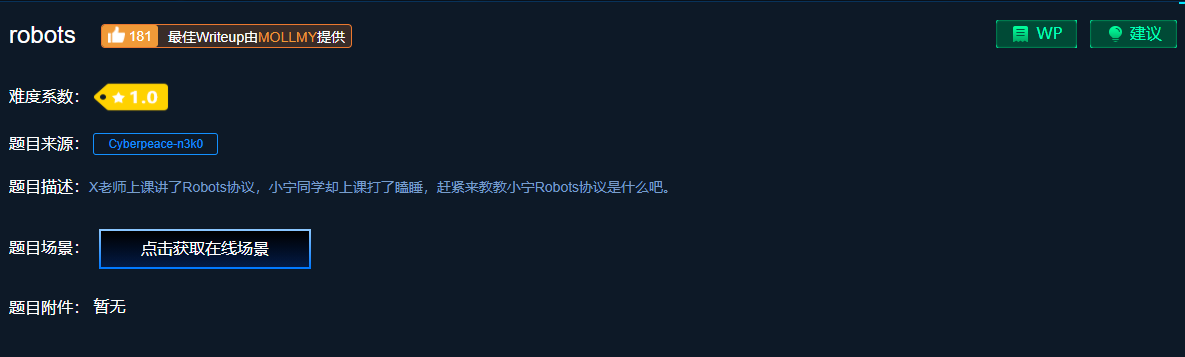 robots 181 最佳Writeup由MOLLMY提供 WP 建议
难度系数： 1.0
题目来源： Cyberpeace-n3k0
题目描述：X老师上课讲了Robots协议，小宁同学却上课打了瞌睡，赶紧来教教小宁Robots协议是什么吧。
题目场景： 点击获取在线场景
题目附件： 暂无